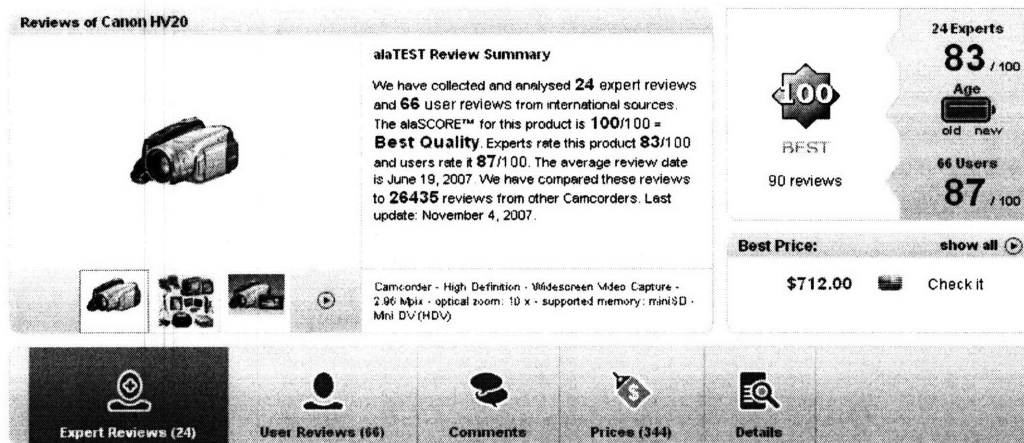 Reviews of Canon HV20
alaTEST Review Summary
We have collected and analysed 24 expert reviews
and 66 user reviews from international sources.
The alaSCORE™ for this product is 100/100 =
Best Quality. Experts rate this product 83/100
and users rate it 87/100. The average review date
is June 19, 2007. We have compared these reviews
to 26435 reviews from other Camcorders. Last
update: November 4, 2007.
Camcorder - High Definition - Widescreen Video Capture -
2.96 Mpix - optical zoom: 10 x - supported memory: miniSD -
Mini DV (HDV)
100
BEST
90 reviews
24 Experts
83 / 100
Age
old new
66 Users
87 / 100
Best Price: show all
$712.00 Check it
Expert Reviews (24) User Reviews (66) Comments Prices (344) Details